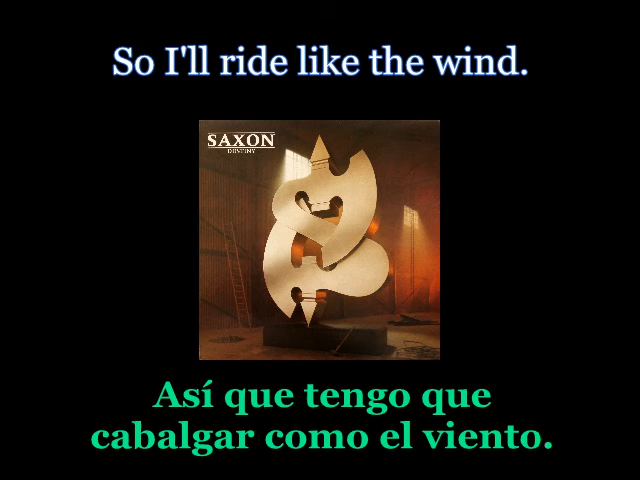 So I'll ride like the wind.
SAXON
DESTINY
Así que tengo que
cabalgar como el viento.